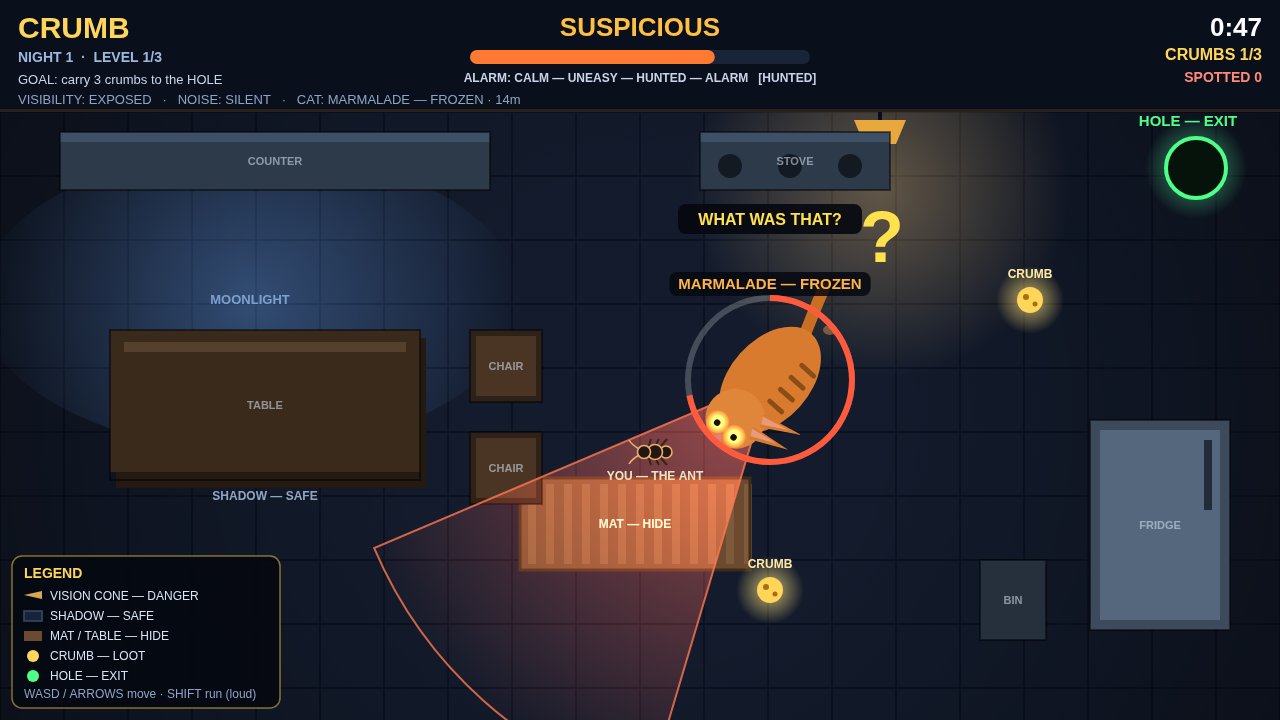 CRUMB
NIGHT 1 · LEVEL 1/3
GOAL: carry 3 crumbs to the HOLE
VISIBILITY: EXPOSED · NOISE: SILENT · CAT: MARMALADE — FROZEN · 14m
SUSPICIOUS
ALARM: CALM — UNEASY — HUNTED — ALARM [HUNTED]
0:47
CRUMBS 1/3
SPOTTED 0
HOLE — EXIT
COUNTER
STOVE
WHAT WAS THAT?
?
MARMALADE — FROZEN
CRUMB
MOONLIGHT
CHAIR
TABLE
CHAIR
YOU — THE ANT
SHADOW — SAFE
MAT — HIDE
FRIDGE
CRUMB
BIN
LEGEND
VISION CONE — DANGER
SHADOW — SAFE
MAT / TABLE — HIDE
CRUMB — LOOT
HOLE — EXIT
WASD / ARROWS move · SHIFT run (loud)